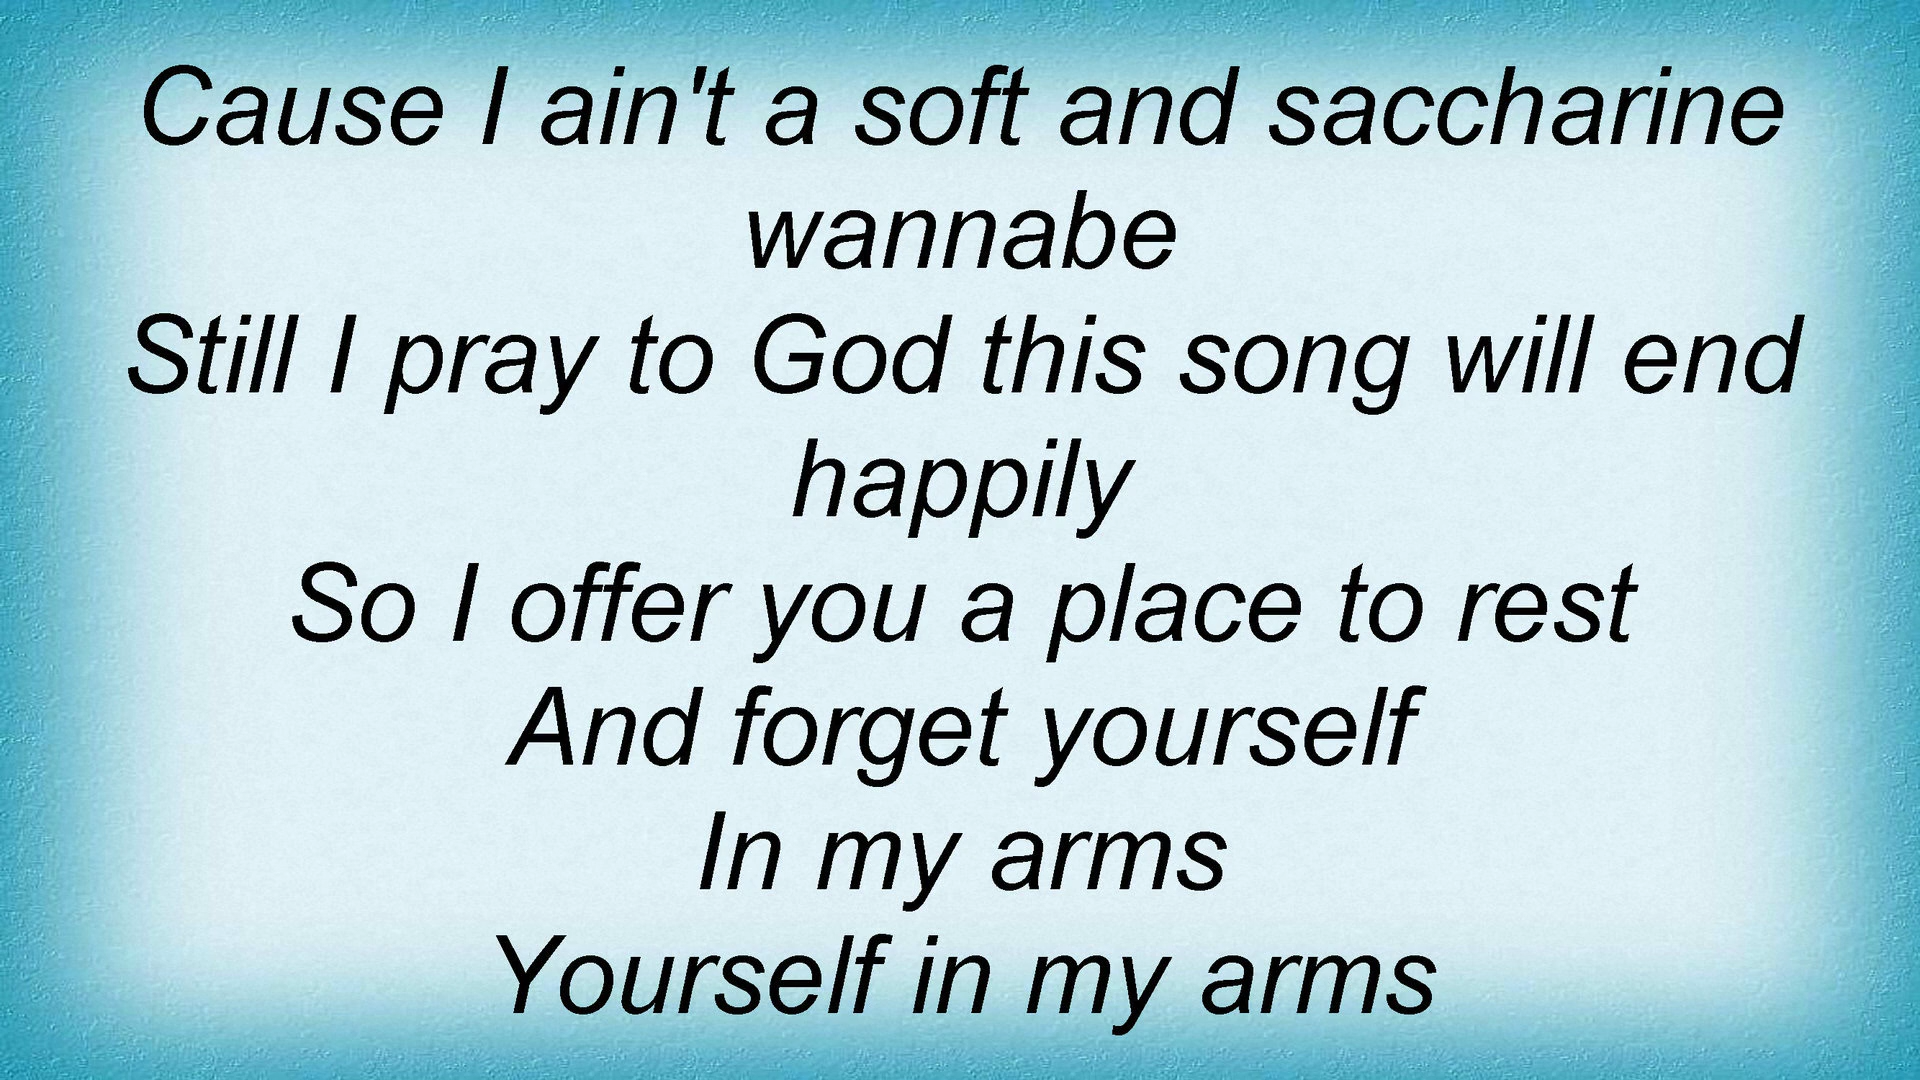 Cause I ain't a soft and saccharine
wannabe
Still I pray to God this song will end
happily
So I offer you a place to rest
And forget yourself
In my arms
Yourself in my arms